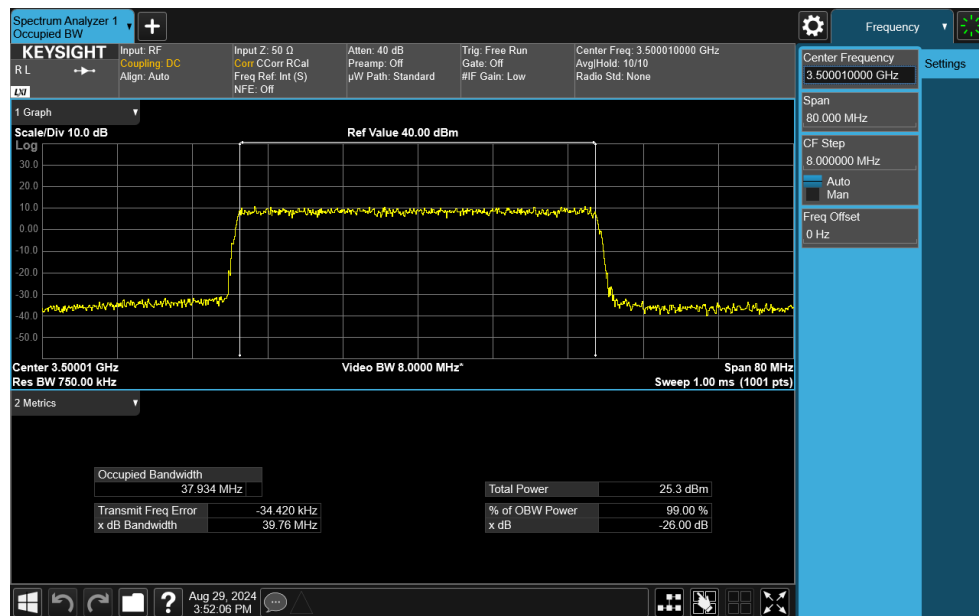 Spectrum Analyzer 1
Occupied BW
+
Frequency
KEYSIGHT
R L
LXI
Input: RF
Coupling: DC
Align: Auto
Input Z: 50 Ω
Corr CCorr RCal
Freq Ref: Int (S)
NFE: Off
Atten: 40 dB
Preamp: Off
µW Path: Standard
Trig: Free Run
Gate: Off
#IF Gain: Low
Center Freq: 3.500010000 GHz
Avg|Hold: 10/10
Radio Std: None
Center Frequency
3.500010000 GHz
Settings
Span
80.000 MHz
CF Step
8.000000 MHz
Auto
Man
Freq Offset
0 Hz
1 Graph
Scale/Div 10.0 dB
Ref Value 40.00 dBm
Log
30.0
20.0
10.0
0.00
-10.0
-20.0
-30.0
-40.0
-50.0
Center 3.50001 GHz
Video BW 8.0000 MHz*
Span 80 MHz
Res BW 750.00 kHz
Sweep 1.00 ms (1001 pts)
2 Metrics
Occupied Bandwidth
37.934 MHz
Total Power 25.3 dBm
Transmit Freq Error -34.420 kHz
% of OBW Power 99.00 %
x dB Bandwidth 39.76 MHz
x dB -26.00 dB
?
Aug 29, 2024
3:52:06 PM